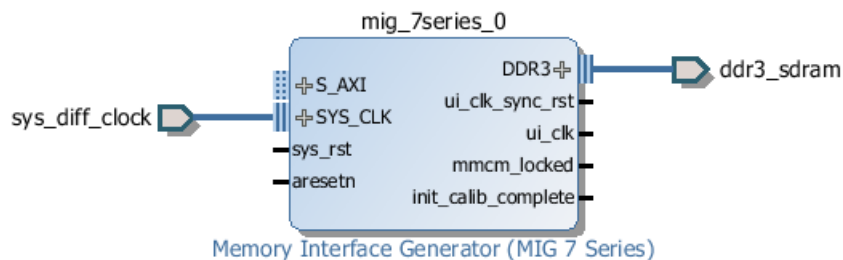 mig_7series_0
S_AXI
SYS_CLK
sys_rst
aresetn
DDR3
ui_clk_sync_rst
ui_clk
mmcm_locked
init_calib_complete
sys_diff_clock
ddr3_sdram
Memory Interface Generator (MIG 7 Series)